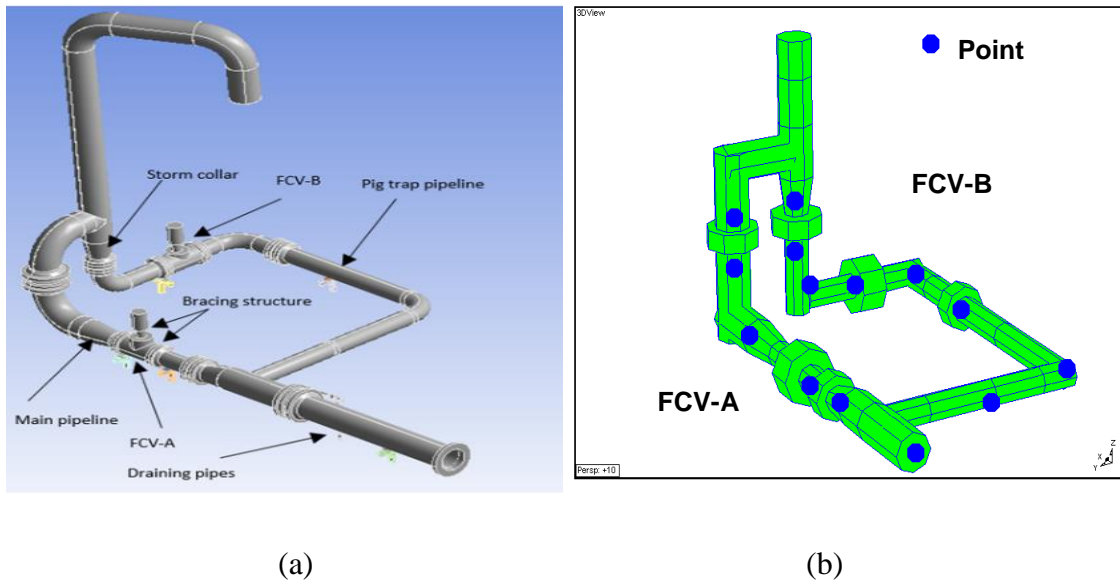 Storm collar
FCV-B
Pig trap pipeline
Bracing structure
Main pipeline
FCV-A
Draining pipes
(a)
3DView
Point
FCV-B
FCV-A
Persp: +10
Z
X
Y
(b)